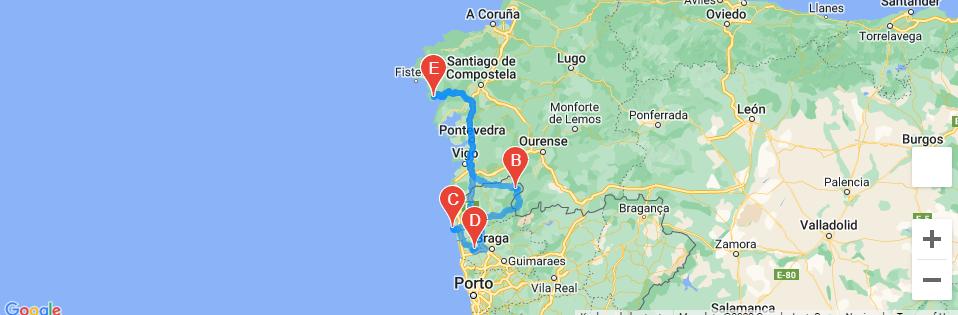 Llanes
Santander
A Coruña
Avilés
Oviedo
Torrelavega
Santiago de
Compostela
Lugo
Fiste
E
León
Monforte
de Lemos
Ponferrada
Pontevedra
Ourense
Burgos
Vigo
B
Palencia
C
Bragança
D
Braga
Valladolid
Zamora
Guimaraes
E-80
Porto
Vila Real
Salamanca
Google